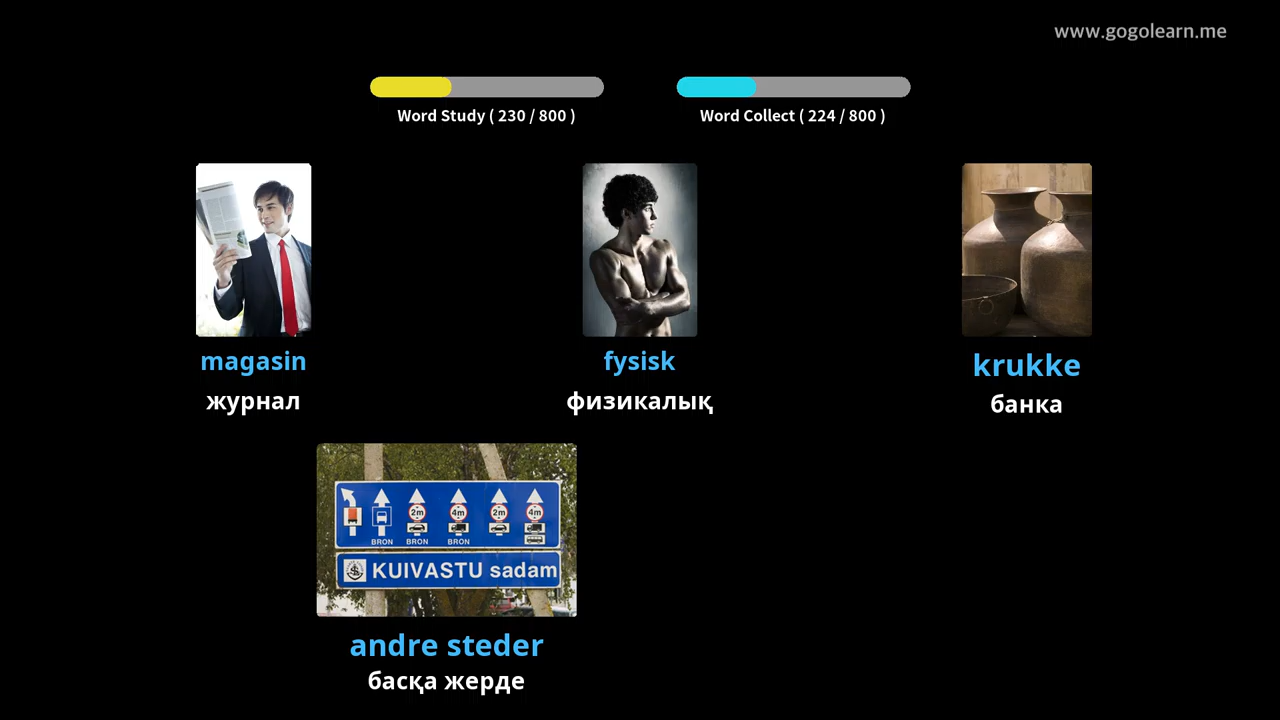 www.gogolearn.me
Word Study ( 230 / 800 )
Word Collect ( 224 / 800 )
magasin
журнал
fysisk
физикалық
krukke
банка
2m
4m
2m
4m
BRON
BRON
BRON
KUIVASTU sadam
andre steder
басқа жерде